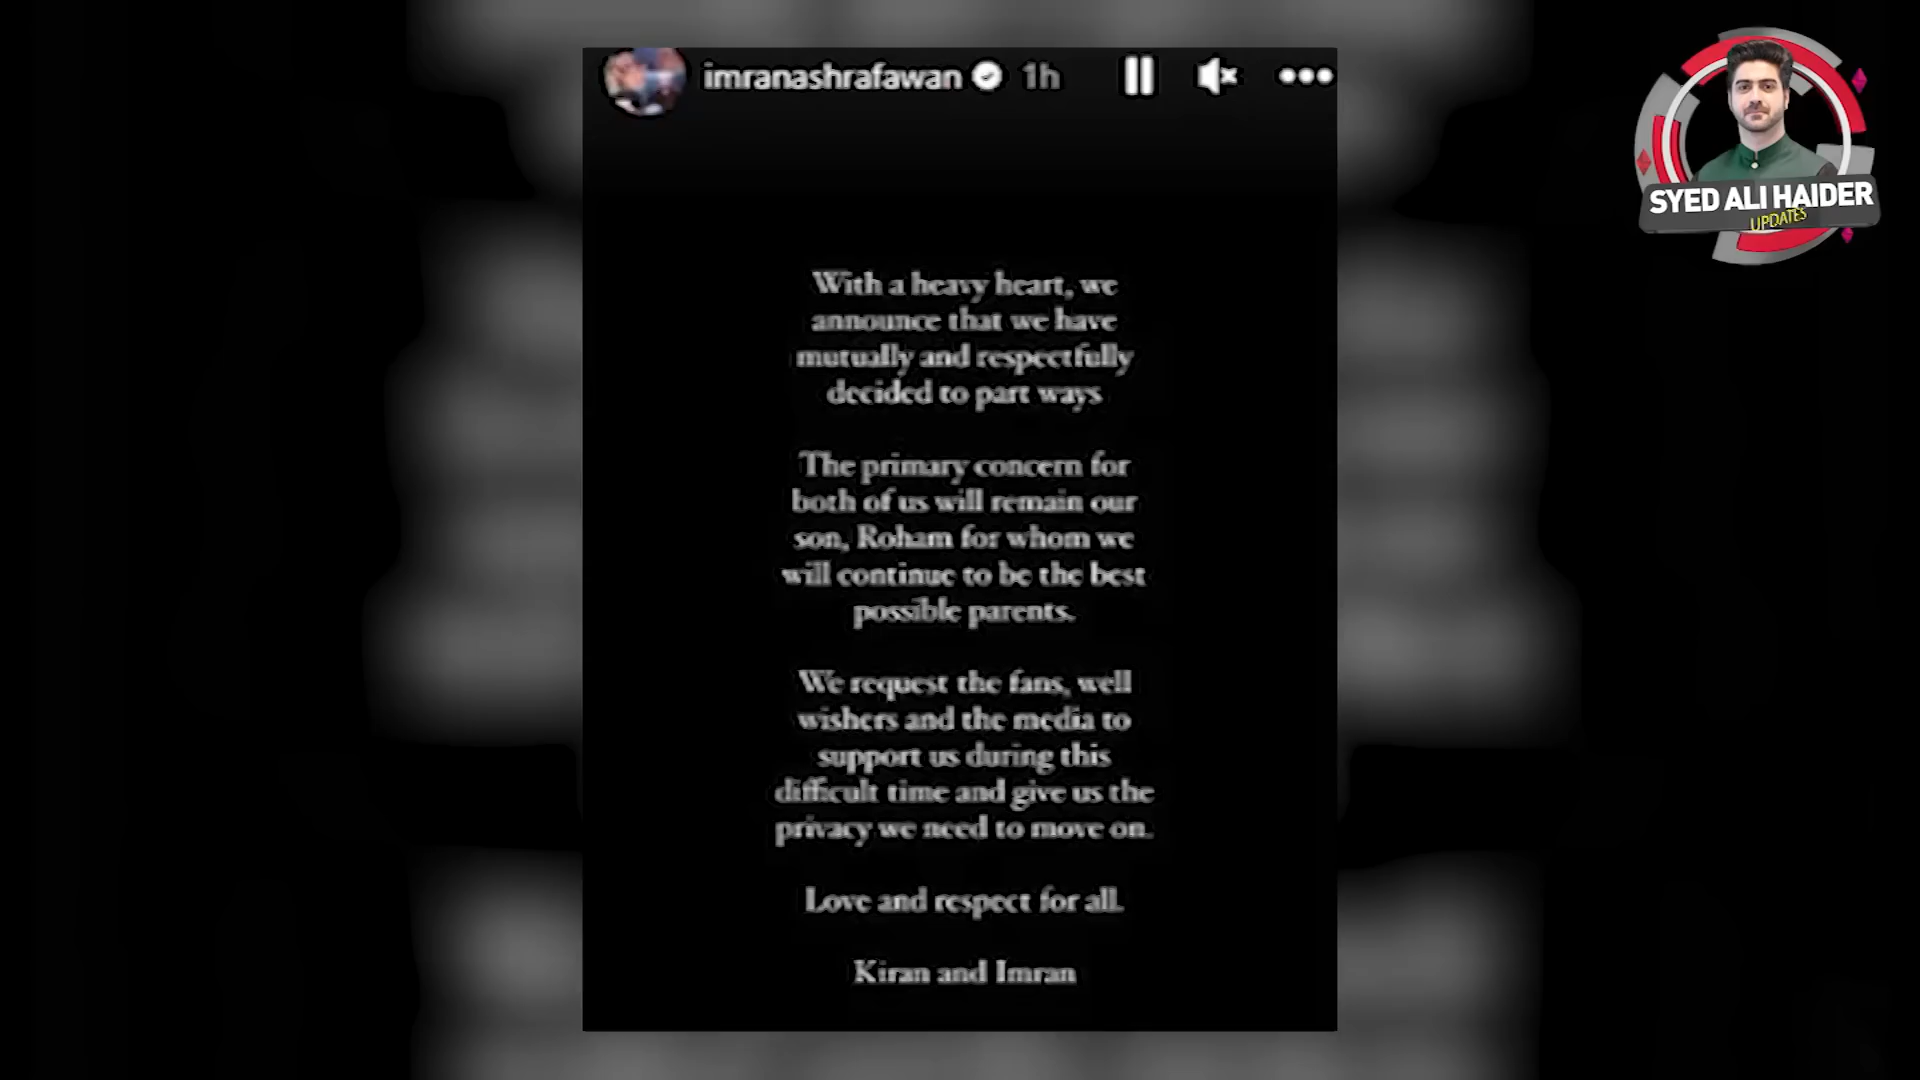 imranashrafawan 1h
SYED ALI HAIDER
UPDATES
With a heavy heart, we
announce that we have
mutually and respectfully
decided to part ways
The primary concern for
both of us will remain our
son, Roham for whom we
will continue to be the best
possible parents.
We request the fans, well
wishers and the media to
support us during this
difficult time and give us the
privacy we need to move on.
Love and respect for all.
Kiran and Imran